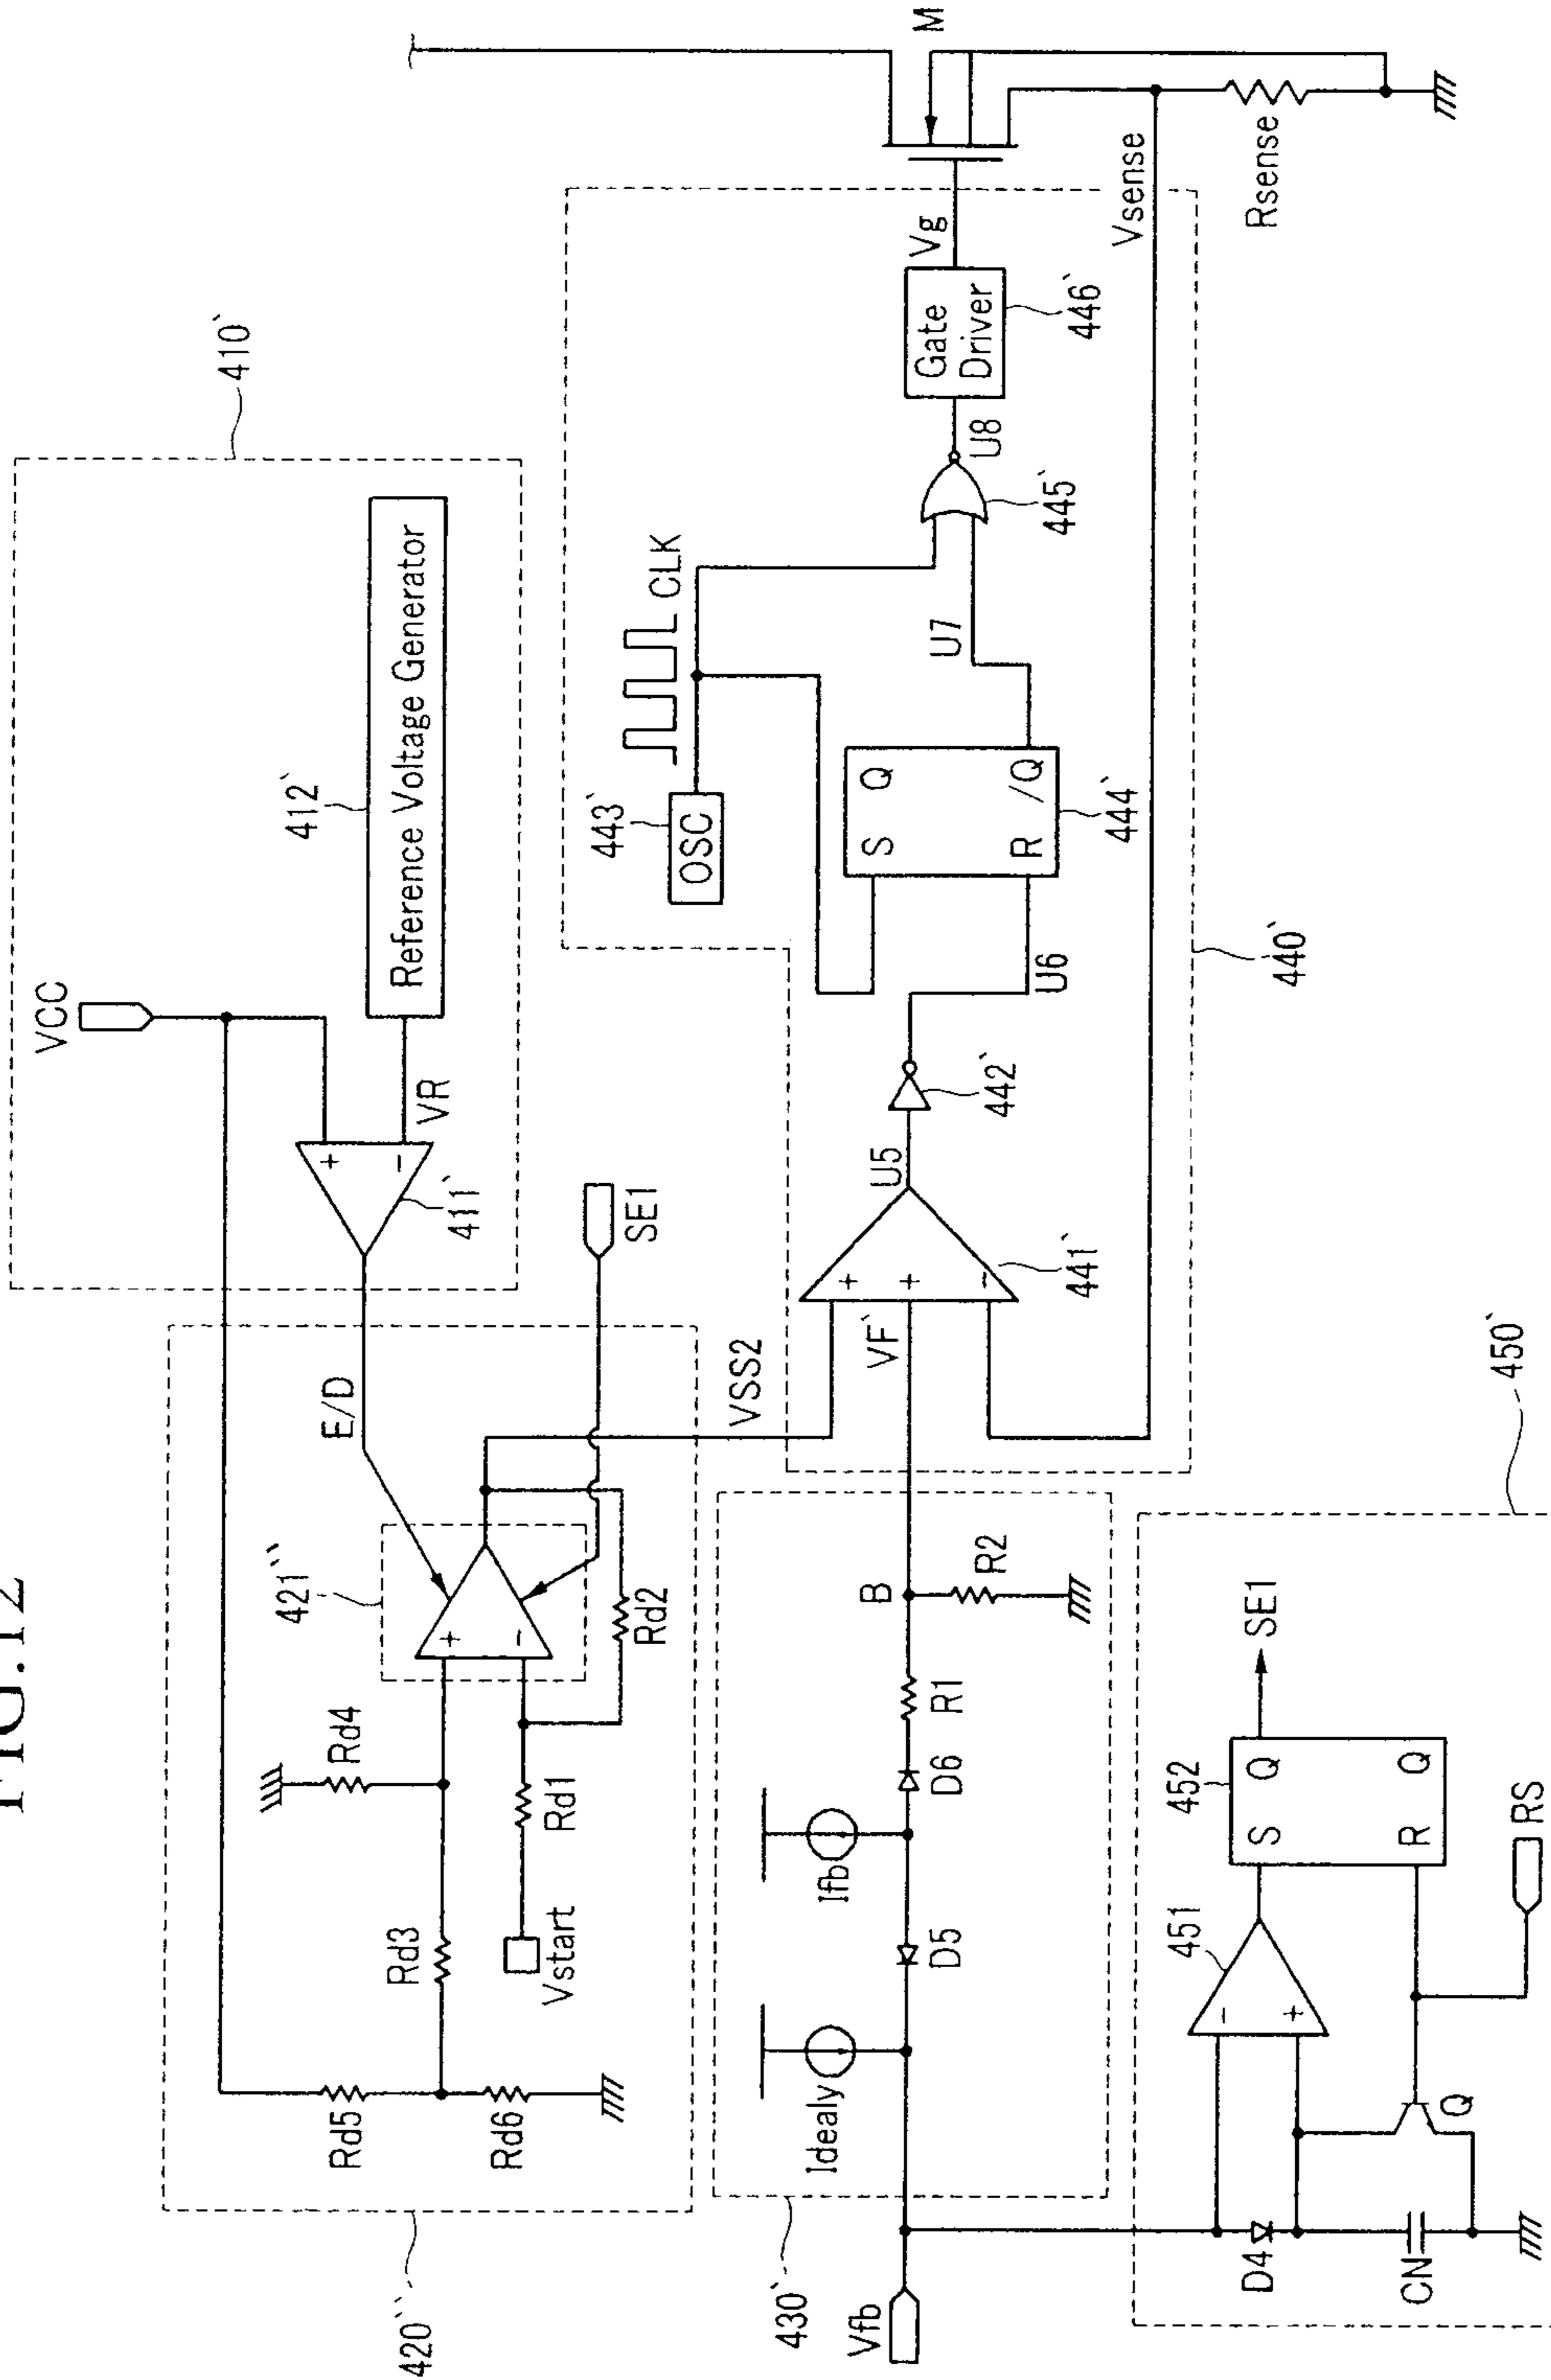 FIG.12
410`
VCC
412`
Reference Voltage Generator
VR
+
-
411`
E/D
SE1
420``
421``
+
-
Rd1
Rd2
Rd3
Rd4
Rd5
Rd6
Vstart
VSS2
430`
Vfb
Idealy
Ifb
D5
D6
R1
R2
B
VF`
440`
441`
+
+
-
U5
442`
U6
443`
OSC
CLK
S
Q
R
/Q
444`
U7
445`
U8
Gate
Driver
446`
Vg
M
Vsense
Rsense
450`
D4
CN
451
-
+
Q
452
S
Q
R
Q
SE1
RS